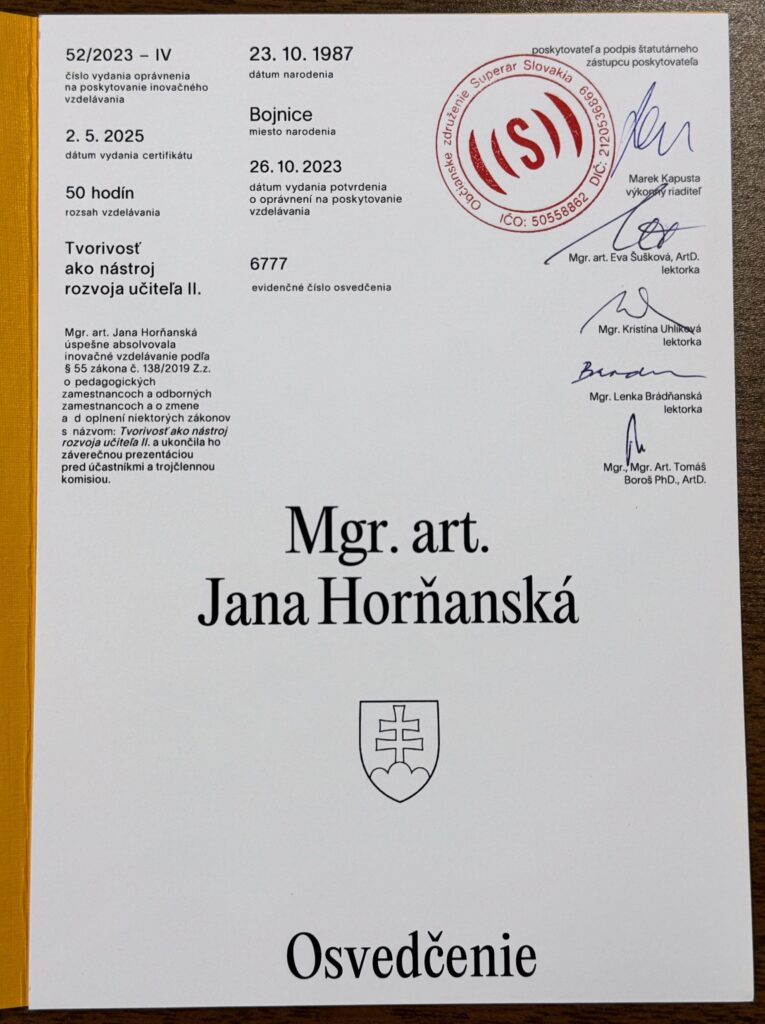 52/2023 – IV
číslo vydania oprávnenia
na poskytovanie inovačného
vzdelávania
2. 5. 2025
dátum vydania certifikátu
50 hodín
rozsah vzdelávania
Tvorivosť
ako nástroj
rozvoja učiteľa II.
Mgr. art. Jana Horňanská
úspešne absolvovala
inovačné vzdelávanie podľa
§ 55 zákona č. 138/2019 Z.z.
o pedagogických
zamestnancoch a odborných
zamestnancoch a o zmene
a d oplnení niektorých zákonov
s názvom: Tvorivosť ako nástroj
rozvoja učiteľa II. a ukončila ho
záverečnou prezentáciou
pred účastníkmi a trojčlennou
komisiou.
23. 10. 1987
dátum narodenia
Bojnice
miesto narodenia
26. 10. 2023
dátum vydania potvrdenia
o oprávnení na poskytovanie
vzdelávania
6777
evidenčné číslo osvedčenia
Občianske združenie Superar Slovakia
IČO: 50558862 DIČ: 2120536869
((S))
poskytovateľ a podpis štatutárneho
zástupcu poskytovateľa
Marek Kapusta
výkonný riaditeľ
Mgr. art. Eva Šušková, ArtD.
lektorka
Mgr. Kristína Uhlíková
lektorka
Mgr. Lenka Brádňanská
lektorka
Mgr., Mgr. Art. Tomáš
Boroš PhD., ArtD.
Mgr. art.
Jana Horňanská
Osvedčenie